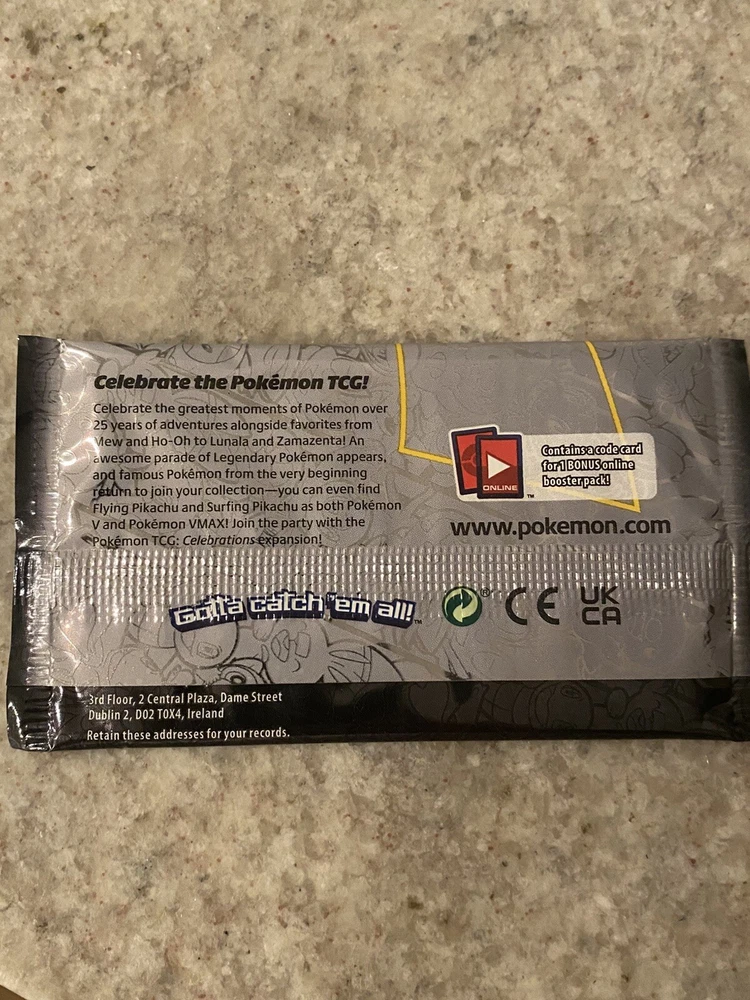 Celebrate the Pokémon TCG!
Celebrate the greatest moments of Pokémon over
25 years of adventures alongside favorites from
Mew and Ho-Oh to Lunala and Zamazenta! An
awesome parade of Legendary Pokémon appears,
and famous Pokémon from the very beginning
return to join your collection—you can even find
Flying Pikachu and Surfing Pikachu as both Pokémon
V and Pokémon VMAX! Join the party with the
Pokémon TCG: Celebrations expansion!
ONLINE
TM
Contains a code card
for 1 BONUS online
booster pack!
www.pokemon.com
Gotta catch 'em all! TM
® CE UK
CA
3rd Floor, 2 Central Plaza, Dame Street
Dublin 2, D02 T0X4, Ireland
Retain these addresses for your records.